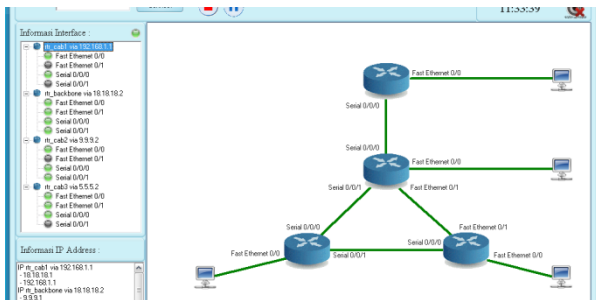 11:33:39
Informasi Interface :
rtr_cab1 via 192.168.1.1
Fast Ethernet 0/0
Fast Ethernet 0/1
Serial 0/0/0
Serial 0/0/1
rtr_backbone via 18.18.18.2
Fast Ethernet 0/0
Fast Ethernet 0/1
Serial 0/0/0
Serial 0/0/1
rtr_cab2 via 9.9.9.2
Fast Ethernet 0/0
Fast Ethernet 0/1
Serial 0/0/0
Serial 0/0/1
rtr_cab3 via 5.5.5.2
Fast Ethernet 0/0
Fast Ethernet 0/1
Serial 0/0/0
Serial 0/0/1
Informasi IP Address :
IP rtr_cab1 via 192.168.1.1
- 18.18.18.1
- 192.168.1.1
IP rtr_backbone via 18.18.18.2
- 9.9.9.1
Fast Ethernet 0/0
Serial 0/0/0
Serial 0/0/0
Fast Ethernet 0/0
Serial 0/0/1
Fast Ethernet 0/1
Serial 0/0/0
Fast Ethernet 0/1
Serial 0/0/0
Fast Ethernet 0/0
Serial 0/0/1
Fast Ethernet 0/0